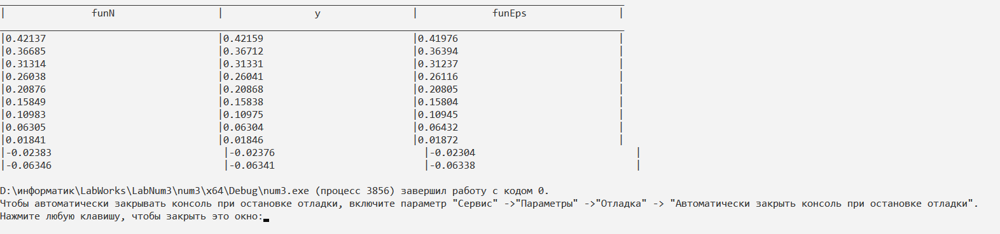 | funN | y | funEps |
|0.42137 |0.42159 |0.41976 |
|0.36685 |0.36712 |0.36394 |
|0.31314 |0.31331 |0.31237 |
|0.26038 |0.26041 |0.26116 |
|0.20876 |0.20868 |0.20805 |
|0.15849 |0.15838 |0.15804 |
|0.10983 |0.10975 |0.10945 |
|0.06305 |0.06304 |0.06432 |
|0.01841 |0.01846 |0.01872 |
|-0.02383 |-0.02376 |-0.02304 |
|-0.06346 |-0.06341 |-0.06338 |
D:\информатик\LabWorks\LabNum3\num3\x64\Debug\num3.exe (процесс 3856) завершил работу с кодом 0.
Чтобы автоматически закрывать консоль при остановке отладки, включите параметр "Сервис" ->"Параметры" ->"Отладка" -> "Автоматически закрыть консоль при остановке отладки".
Нажмите любую клавишу, чтобы закрыть это окно: